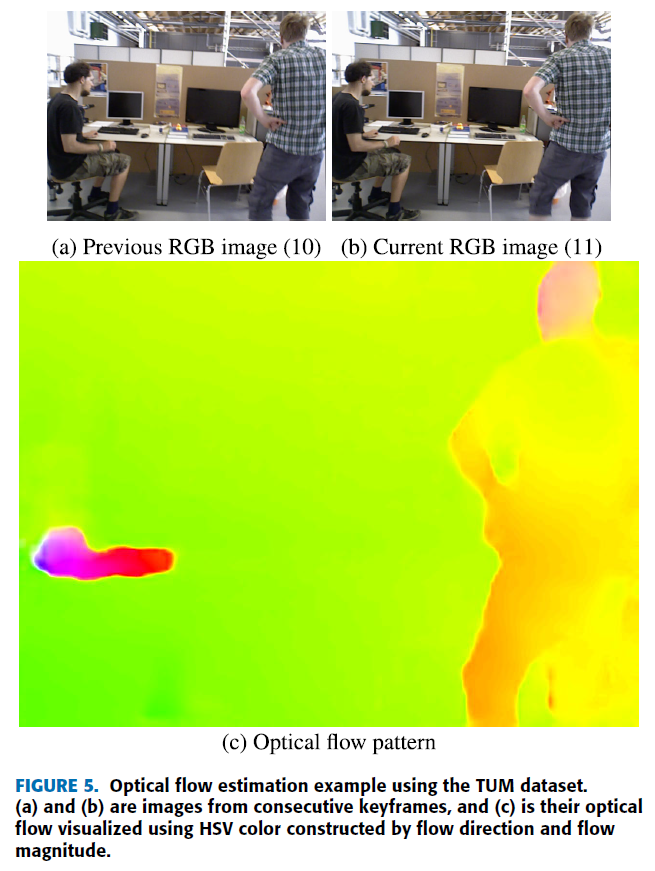 (a) Previous RGB image (10) (b) Current RGB image (11)
(c) Optical flow pattern
FIGURE 5. Optical flow estimation example using the TUM dataset.
(a) and (b) are images from consecutive keyframes, and (c) is their optical
flow visualized using HSV color constructed by flow direction and flow
magnitude.